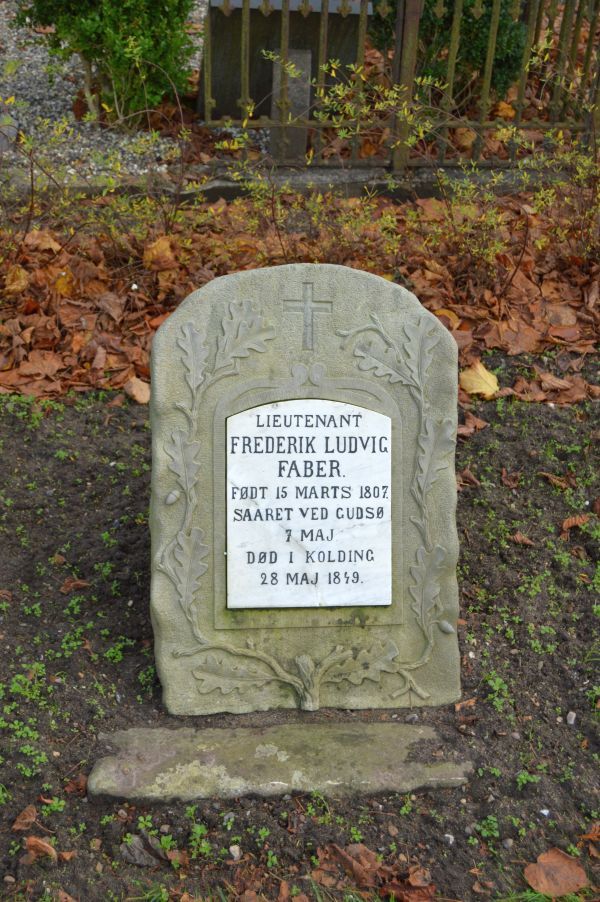 LIEUTENANT
FREDERIK LUDVIG
FABER.
FØDT 15 MARTS 1807.
SAARET VED GUDSØ
7 MAJ
DØD I KOLDING
28 MAJ 1849.